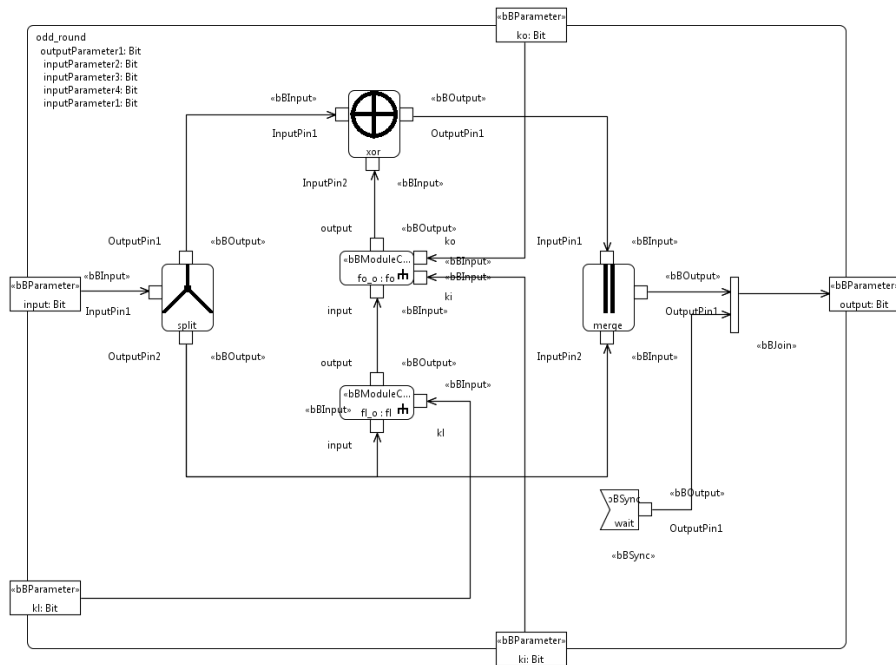 «bBParameter»
ko: Bit
odd_round
outputParameter1: Bit
inputParameter2: Bit
inputParameter3: Bit
inputParameter4: Bit
inputParameter1: Bit
«bBInput»
«bBOutput»
InputPin1
OutputPin1
xor
InputPin2
«bBInput»
output
«bBOutput»
OutputPin1
«bBOutput»
ko
InputPin1
«bBInput»
«bBModuleC...
fo_o : fo
«bBInput»
«bBInput»
ki
«bBParameter»
input: Bit
«bBInput»
InputPin1
split
input
«bBInput»
merge
«bBOutput»
OutputPin1
«bBParameter»
output: Bit
OutputPin2
«bBOutput»
output
«bBOutput»
InputPin2
«bBInput»
«bBJoin»
«bBModuleC...
fl_o : fl
«bBInput»
«bBInput»
kl
input
bBSync
wait
«bBOutput»
OutputPin1
«bBSync»
«bBParameter»
kl: Bit
«bBParameter»
ki: Bit